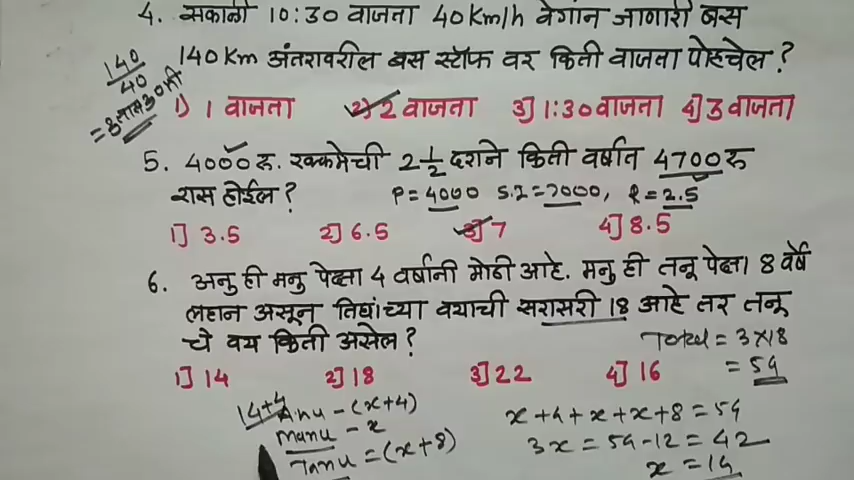 4. सकाळी 10:30 वाजता 40 Km/h वेगान जाणारी बस
140 Km अंतरावरील बस स्टॉफ वर किती वाजता पोहचेल ?
140
40
1) 1 वाजता 2) 2 वाजता 3] 1:30 वाजता 4] 3 वाजता
5. 4000 रु. रक्कमेची 2 1/2 दराने किती वर्षात 4700 रु
रास होईल ? P = 4000 S.I = 7000, R = 2.5
1] 3.5 2] 6.5 3] 7 4] 8.5
6. अनु ही मनु पेक्षा 4 वर्षानी मोठी आहे. मनु ही तनू पेक्षा 8 वर्षे
लहान असून तिघांच्या वयाची सरासरी 18 आहे तर तनू
चे वय किती असेल ? Total = 3×18
= 54
1] 14 2] 18 3] 22 4] 16
14+4
Anu - (x+4) x+4+x+x+8 = 54
Manu - x 3x = 54-12 = 42
Tanu = (x+8) x = 14